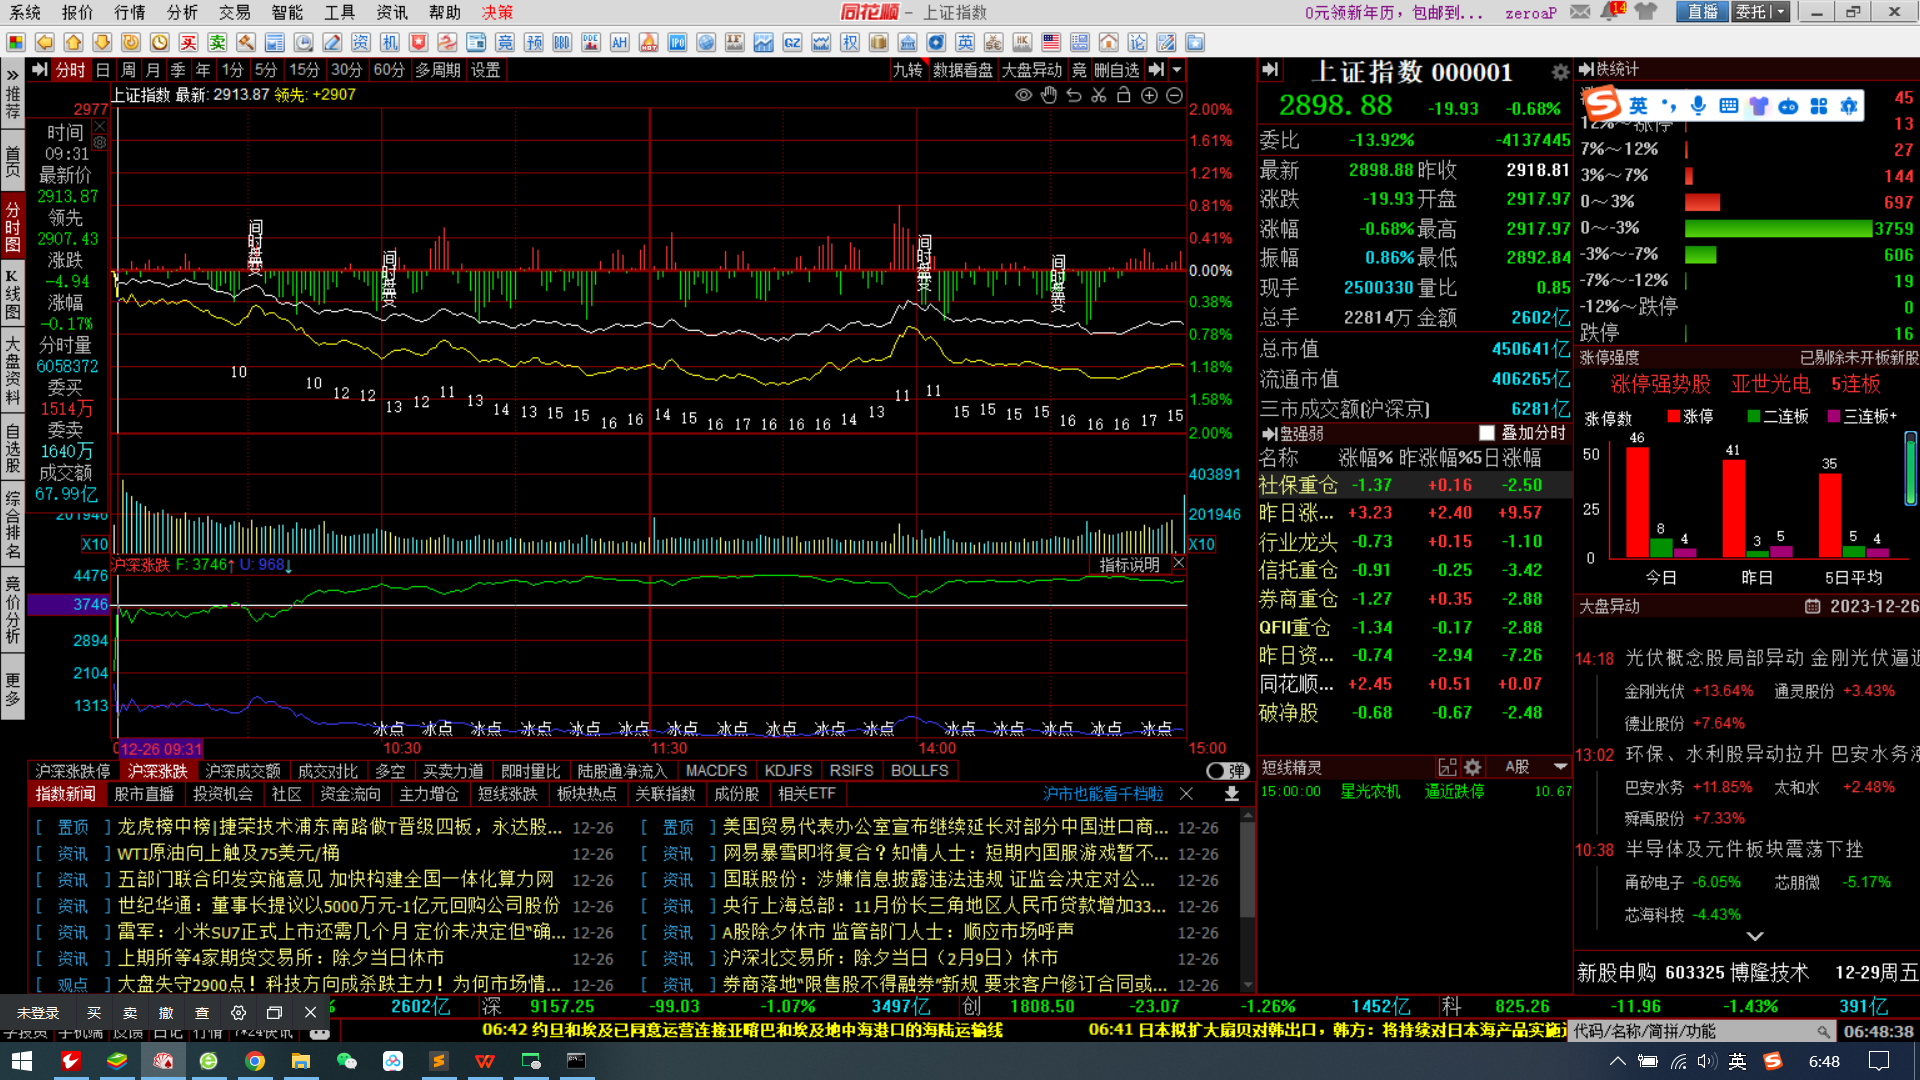 系统 报价 行情 分析 交易 智能 工具 资讯 帮助 决策
同花顺 - 上证指数
0元领新年历，包邮到... zeroaP 14 直播 委托
买 卖 资 机 竞 预 AH IPO GZ 权 英 论
分时 日 周 月 季 年 1分 5分 15分 30分 60分 多周期 设置
九转 数据看盘 大盘异动 竞 删自选
推荐
首页
分时图
K线图
大盘资料
自选股
综合排名
竞价分析
更多
上证指数 最新: 2913.87 领先: +2907
2977
时间
09:31
最新价
2913.87
领先
2907.43
涨跌
-4.94
涨幅
-0.17%
分时量
6058372
委买
1514万
委卖
1640万
成交额
67.99亿
201946
X10
2.00%
1.61%
1.21%
0.81%
0.41%
0.00%
0.38%
0.78%
1.18%
1.58%
2.00%
403891
201946
X10
10 10 12 12 13 12 11 13 14 13 15 15 16 16 14 15 16 17 16 16 16 14 13 11 11 15 15 15 15 16 16 16 17 15
沪深涨跌 F: 3746↑ U: 968↓
指标说明
4476
3746
2894
2104
1313
冰点 冰点 冰点 冰点 冰点 冰点 冰点 冰点 冰点 冰点 冰点 冰点 冰点 冰点 冰点 冰点
12-26 09:31 10:30 11:30 14:00 15:00
沪深涨跌停 沪深涨跌 沪深成交额 成交对比 多空 买卖力道 即时量比 陆股通净流入 MACDFS KDJFS RSIFS BOLLFS 弹
指数新闻 股市直播 投资机会 社区 资金流向 主力增仓 短线涨跌 板块热点 关联指数 成份股 相关ETF 沪市也能看千档啦
[ 置顶 ] 龙虎榜中榜|捷荣技术浦东南路做T晋级四板，永达股... 12-26
[ 资讯 ] WTI原油向上触及75美元/桶 12-26
[ 资讯 ] 五部门联合印发实施意见 加快构建全国一体化算力网 12-26
[ 资讯 ] 世纪华通：董事长提议以5000万元-1亿元回购公司股份 12-26
[ 资讯 ] 雷军：小米SU7正式上市还需几个月 定价未决定但"确... 12-26
[ 资讯 ] 上期所等4家期货交易所：除夕当日休市 12-26
[ 观点 ] 大盘失守2900点！科技方向成杀跌主力！为何市场情... 12-26
[ 置顶 ] 美国贸易代表办公室宣布继续延长对部分中国进口商... 12-26
[ 资讯 ] 网易暴雪即将复合？知情人士：短期内国服游戏暂不... 12-26
[ 资讯 ] 国联股份：涉嫌信息披露违法违规 证监会决定对公... 12-26
[ 资讯 ] 央行上海总部：11月份长三角地区人民币贷款增加33... 12-26
[ 资讯 ] A股除夕休市 监管部门人士：顺应市场呼声 12-26
[ 资讯 ] 沪深北交易所：除夕当日（2月9日）休市 12-26
[ 资讯 ] 券商落地"限售股不得融券"新规 要求客户修订合同或... 12-26
上证指数 000001
2898.88 -19.93 -0.68%
委比 -13.92% -4137445
最新 2898.88 昨收 2918.81
涨跌 -19.93 开盘 2917.97
涨幅 -0.68% 最高 2917.97
振幅 0.86% 最低 2892.84
现手 2500330 量比 0.85
总手 22814万 金额 2602亿
总市值 450641亿
流通市值 406265亿
三市成交额(沪深京) 6281亿
盘强弱 叠加分时
名称 涨幅% 昨涨幅% 5日涨幅
社保重仓 -1.37 +0.16 -2.50
昨日涨... +3.23 +2.40 +9.57
行业龙头 -0.73 +0.15 -1.10
信托重仓 -0.91 -0.25 -3.42
券商重仓 -1.27 +0.35 -2.88
QFII重仓 -1.34 -0.17 -2.88
昨日资... -0.74 -2.94 -7.26
同花顺... +2.45 +0.51 +0.07
破净股 -0.68 -0.67 -2.48
短线精灵 A股
15:00:00 星光农机 逼近跌停 10.67
跌统计
英
45
12%～涨停 13
7%～12% 27
3%～7% 144
0～3% 697
0～-3% 3759
-3%～-7% 606
-7%～-12% 19
-12%～跌停 0
跌停 16
涨停强度 已剔除未开板新股
涨停强势股 亚世光电 5连板
涨停数 涨停 二连板 三连板+
50
25
0
46 8 4 41 3 5 35 5 4
今日 昨日 5日平均
大盘异动 2023-12-26
14:18 光伏概念股局部异动 金刚光伏逼近
金刚光伏 +13.64% 通灵股份 +3.43%
德业股份 +7.64%
13:02 环保、水利股异动拉升 巴安水务涨
巴安水务 +11.85% 太和水 +2.48%
舜禹股份 +7.33%
10:38 半导体及元件板块震荡下挫
甬矽电子 -6.05% 芯朋微 -5.17%
芯海科技 -4.43%
新股申购 603325 博隆技术 12-29周五
未登录 买 卖 撤 查
% 2602亿 深 9157.25 -99.03 -1.07% 3497亿 创 1808.50 -23.07 -1.26% 1452亿 科 825.26 -11.96 -1.43% 391亿
学投资 手机端 反馈 日记 行情 7*24快讯
06:42 约旦和埃及已同意运营连接亚喀巴和埃及地中海港口的海陆运输线 06:41 日本拟扩大扇贝对韩出口，韩方：将持续对日本海产品实施
代码/名称/简拼/功能 06:48:38
英 6:48